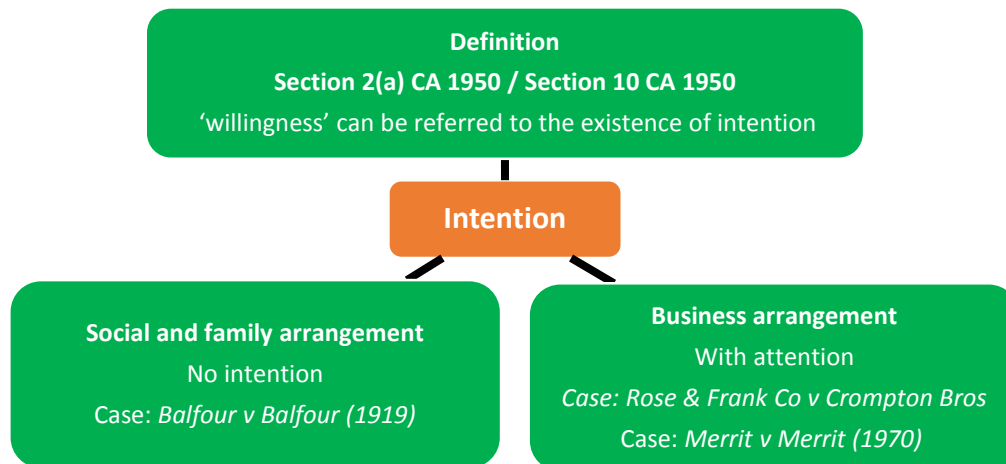 Definition
Section 2(a) CA 1950 / Section 10 CA 1950
‘willingness’ can be referred to the existence of intention
Intention
Social and family arrangement
No intention
Case: Balfour v Balfour (1919)
Business arrangement
With attention
Case: Rose & Frank Co v Crompton Bros
Case: Merrit v Merrit (1970)